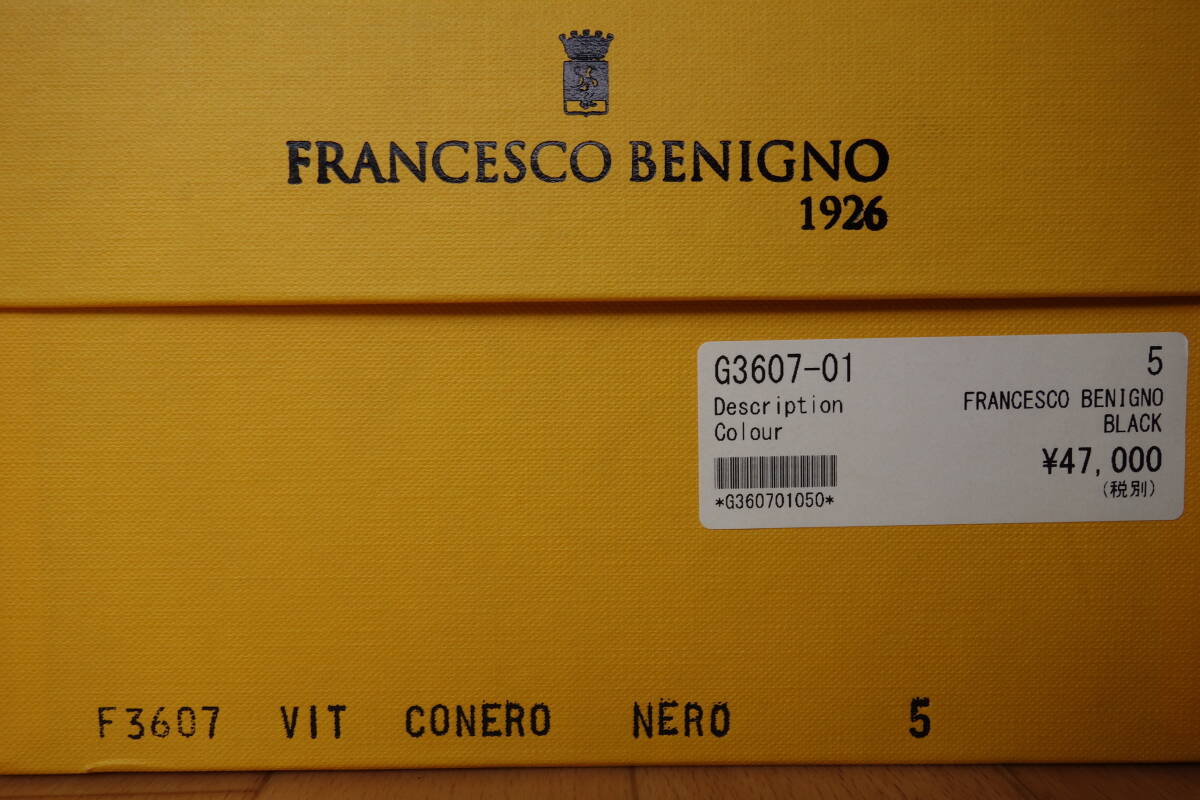 FRANCESCO BENIGNO
1926
G3607-01 5
Description FRANCESCO BENIGNO
Colour BLACK
¥47,000
*G360701050* (税別)
F3607 VIT CONERO NERO 5